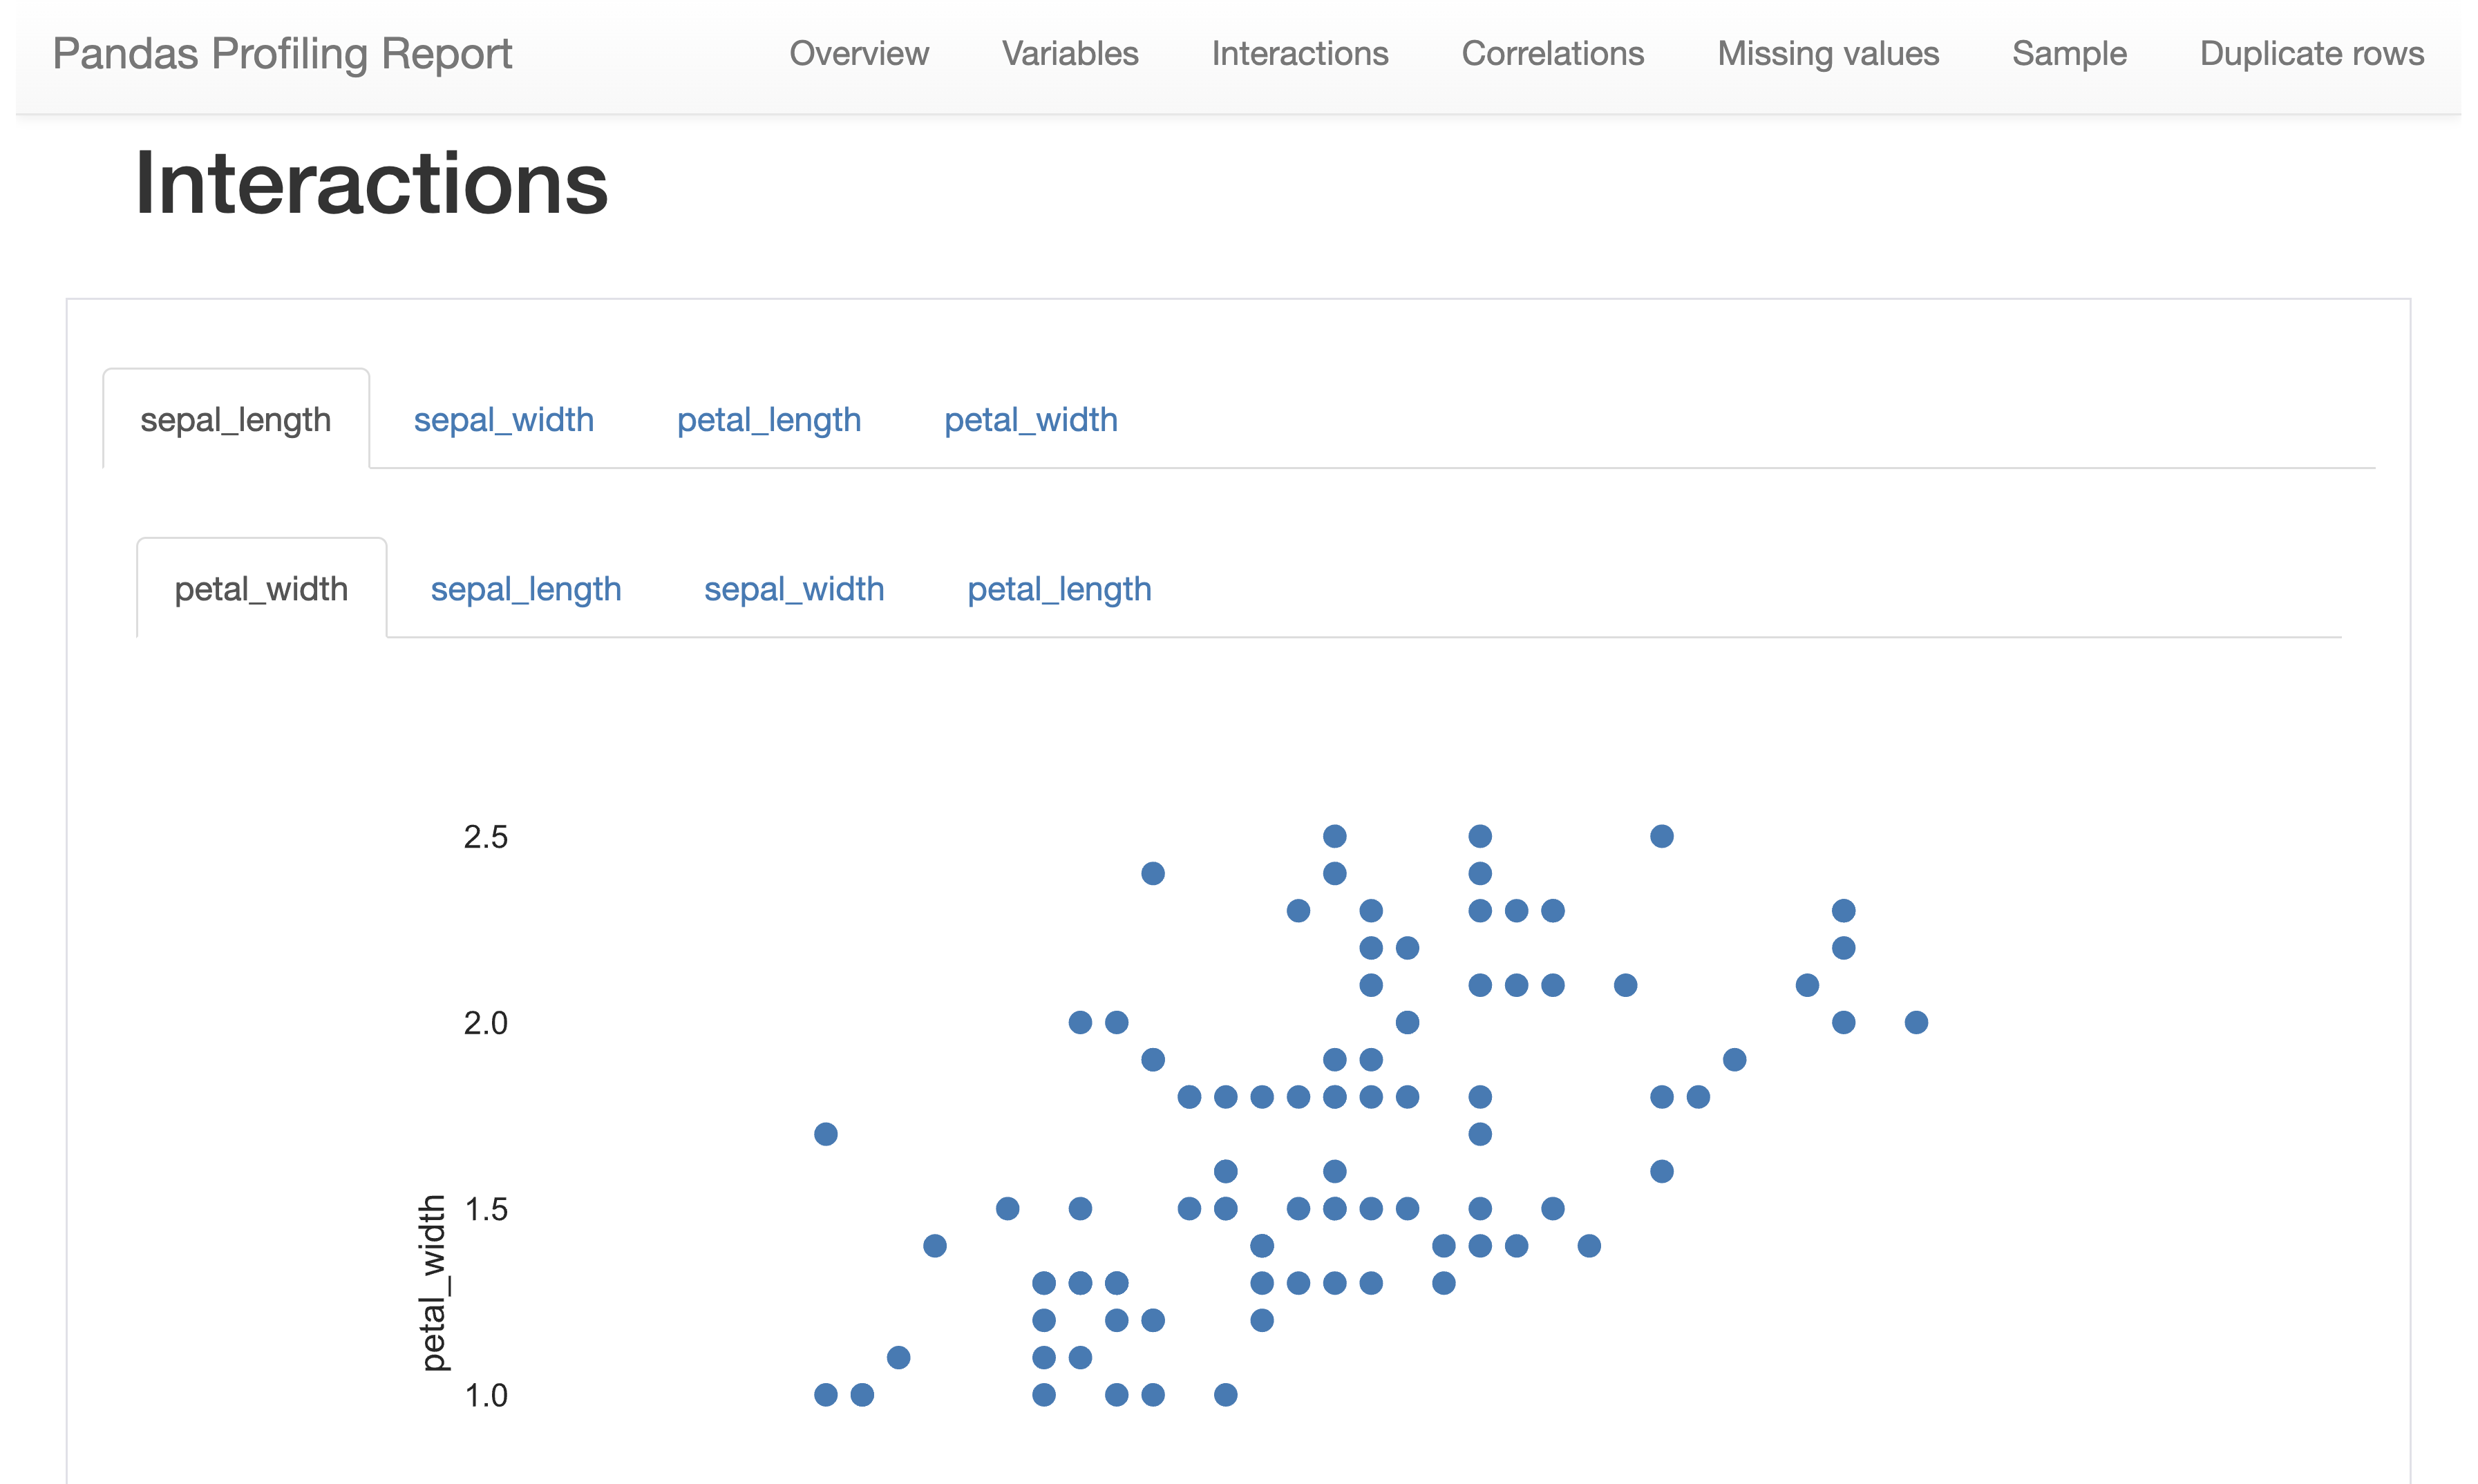 Pandas Profiling Report Overview Variables Interactions Correlations Missing values Sample Duplicate rows
Interactions
sepal_length sepal_width petal_length petal_width
petal_width sepal_length sepal_width petal_length
2.5
2.0
1.5
1.0
petal_width